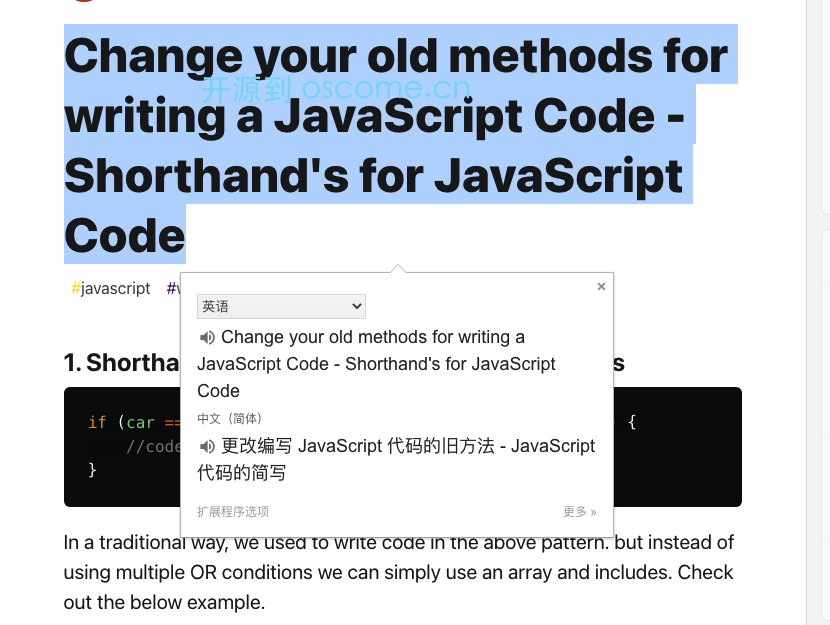 Change your old methods for
开源到 oscome.cn
writing a JavaScript Code -
Shorthand's for JavaScript
Code
#javascript #
×
英语
Change your old methods for writing a
JavaScript Code - Shorthand's for JavaScript
Code
中文（简体）
更改编写 JavaScript 代码的旧方法 - JavaScript
代码的简写
扩展程序选项 更多 »
1. Shortha s
if (car == {
//code
}
In a traditional way, we used to write code in the above pattern. but instead of
using multiple OR conditions we can simply use an array and includes. Check
out the below example.